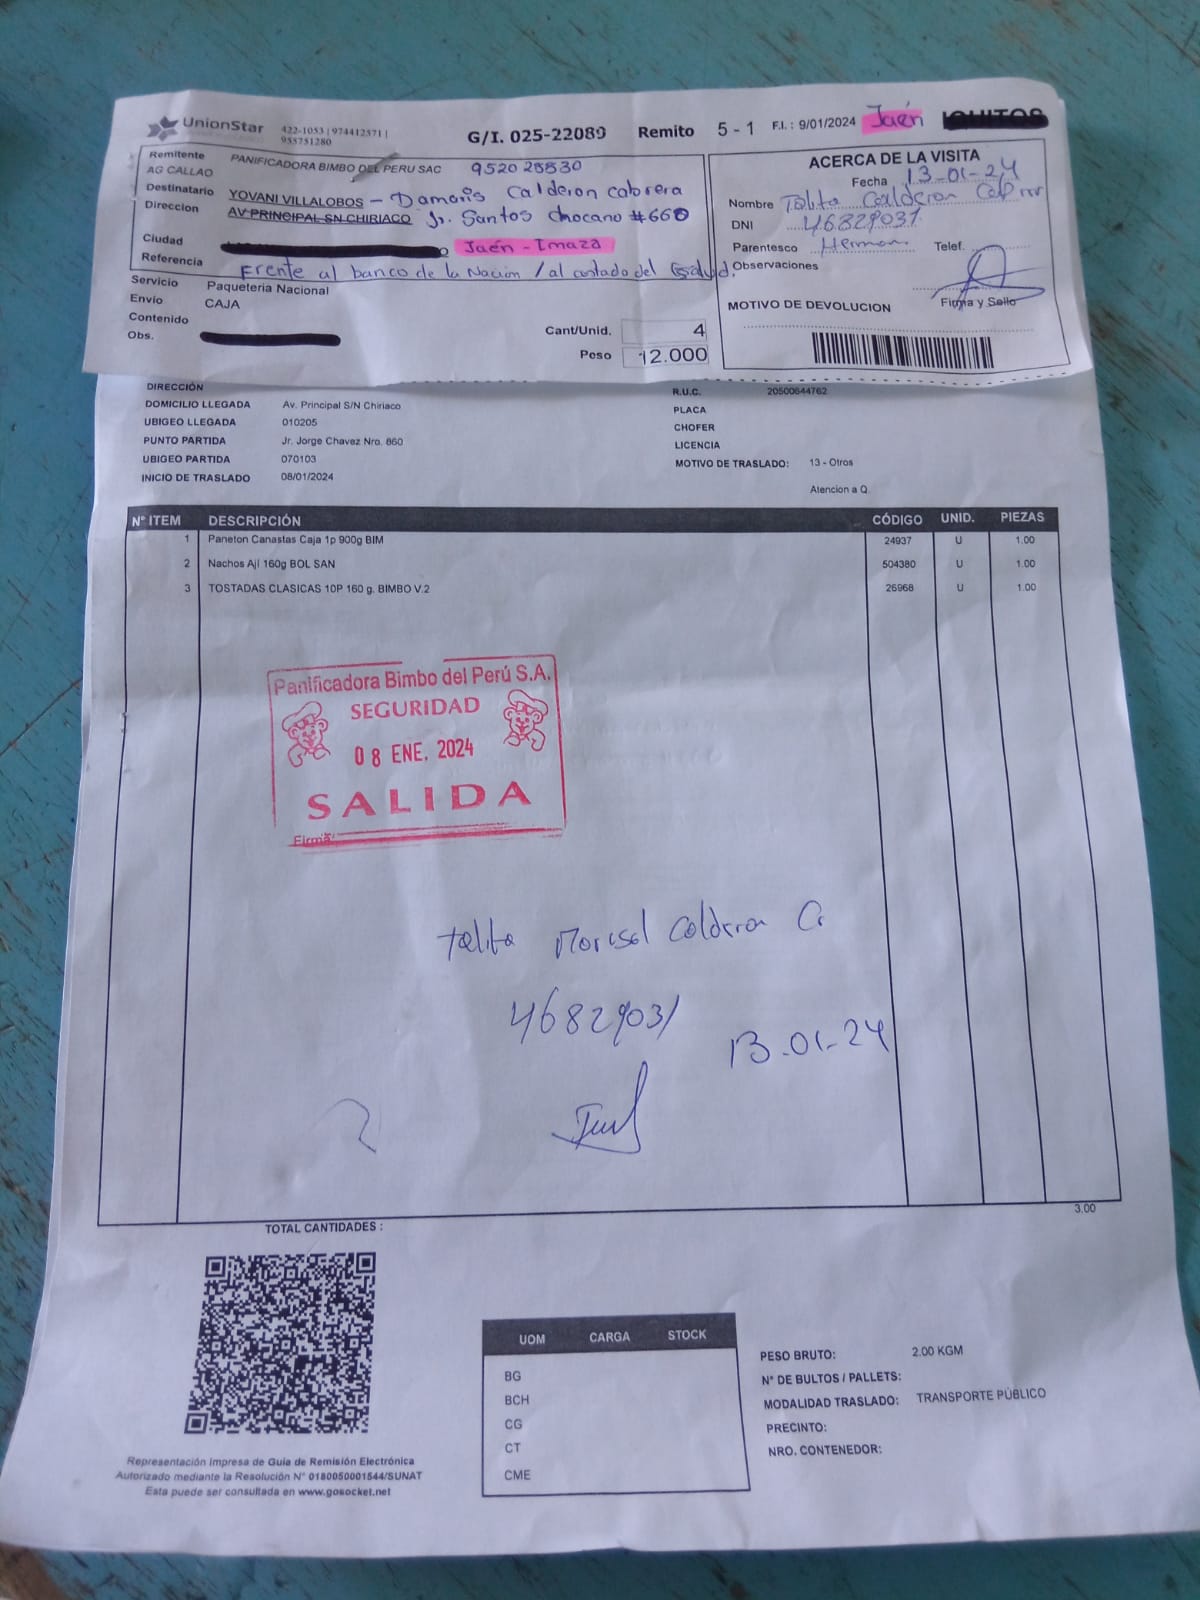 UnionStar 422-1053 | 974412571 |
955751280
G/I. 025-22089 Remito 5 - 1 F.I. : 9/01/2024 Jaén IQUITOS
Remitente PANIFICADORA BIMBO DEL PERU SAC 952028830
AG CALLAO
Destinatario YOVANI VILLALOBOS – Damaris Calderon Cabrera
Direccion AV PRINCIPAL SN CHIRIACO Jr. Santos Chocano #660
Ciudad Jaén - Imaza
Referencia Frente al banco de la Nación / al costado del Essalud.
Servicio Paqueteria Nacional
Envio CAJA
Contenido
Obs.
Cant/Unid. 4
Peso 12.000
ACERCA DE LA VISITA
Fecha 13-01-24
Nombre Talita Calderon
DNI 46829031
Parentesco Hermana Telef.
Observaciones
Firma y Sello
MOTIVO DE DEVOLUCION
DIRECCIÓN
DOMICILIO LLEGADA Av. Principal S/N Chiriaco
UBIGEO LLEGADA 010205
PUNTO PARTIDA Jr. Jorge Chavez Nro. 860
UBIGEO PARTIDA 070103
INICIO DE TRASLADO 08/01/2024
R.U.C. 20500644762
PLACA
CHOFER
LICENCIA
MOTIVO DE TRASLADO: 13 - Otros
Atencion a Q.
N° ITEM DESCRIPCIÓN CÓDIGO UNID. PIEZAS
1 Paneton Canastas Caja 1p 900g BIM 24937 U 1.00
2 Nachos Aji 160g BOL SAN 504380 U 1.00
3 TOSTADAS CLASICAS 10P 160 g. BIMBO V.2 26968 U 1.00
Panificadora Bimbo del Perú S.A.
SEGURIDAD
08 ENE. 2024
SALIDA
Firma:
Talita Marisol Calderon C.
46829031
13-01-24
3.00
TOTAL CANTIDADES :
UOM CARGA STOCK
BG
BCH
CG
CT
CME
PESO BRUTO: 2.00 KGM
N° DE BULTOS / PALLETS:
MODALIDAD TRASLADO: TRANSPORTE PÚBLICO
PRECINTO:
NRO. CONTENEDOR:
Representación Impresa de Guia de Remisión Electrónica
Autorizado mediante la Resolución N° 0180050001544/SUNAT
Esta puede ser consultada en www.gosocket.net